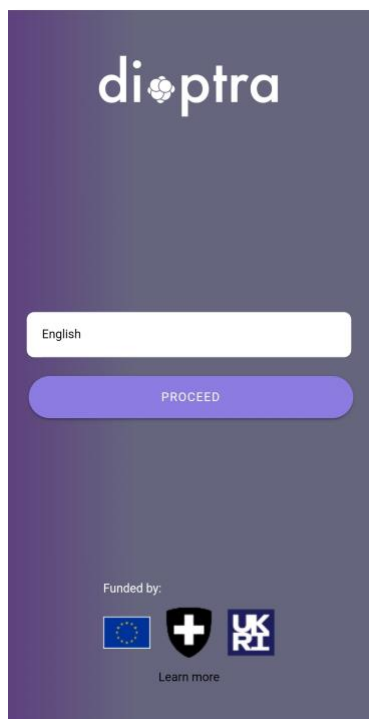 dioptra
English
PROCEED
Funded by:
UK
RI
Learn more